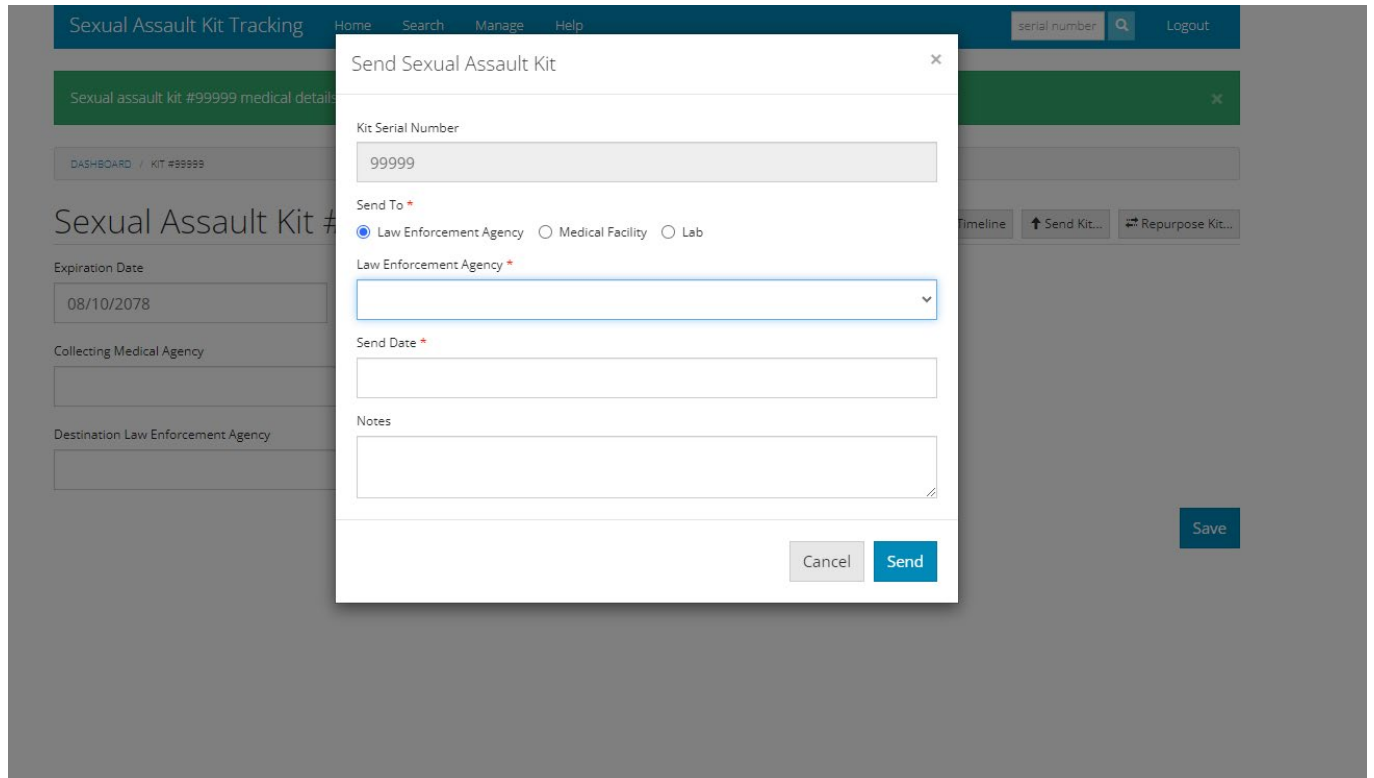 Sexual Assault Kit Tracking Home Search Manage Help serial number Logout
Send Sexual Assault Kit ×
Sexual assault kit #99999 medical details ×
Kit Serial Number
99999
DASHBOARD / KIT #99999
Send To *
Law Enforcement Agency Medical Facility Lab
Sexual Assault Kit # Timeline Send Kit... Repurpose Kit...
Law Enforcement Agency *
Expiration Date
08/10/2078
Send Date *
Collecting Medical Agency
Notes
Destination Law Enforcement Agency
Save
Cancel Send